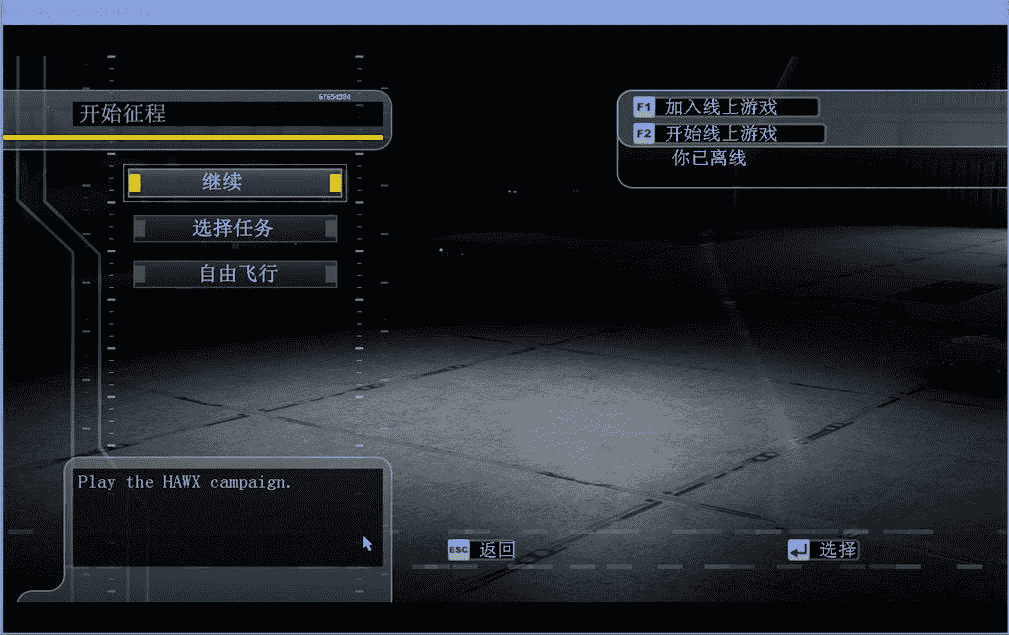 67654384
开始征程
继续
选择任务
自由飞行
F1 加入线上游戏
F2 开始线上游戏
你已离线
Play the HAWX campaign.
ESC 返回
选择